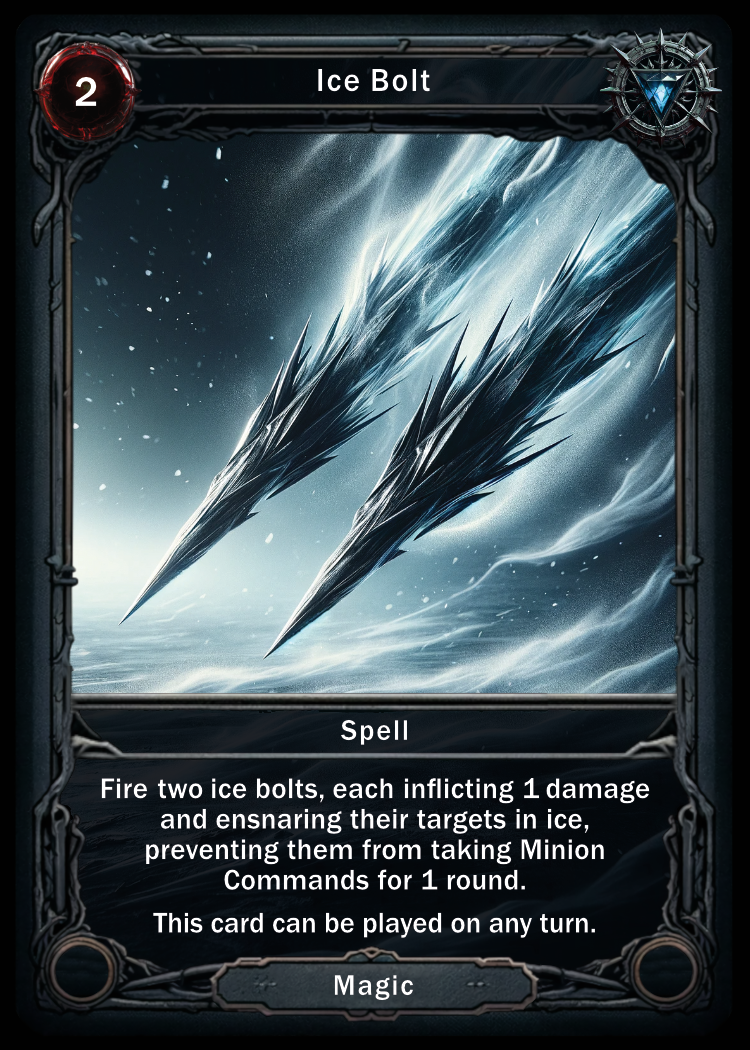 2
Ice Bolt
Spell
Fire two ice bolts, each inflicting 1 damage
and ensnaring their targets in ice,
preventing them from taking Minion
Commands for 1 round.
This card can be played on any turn.
Magic